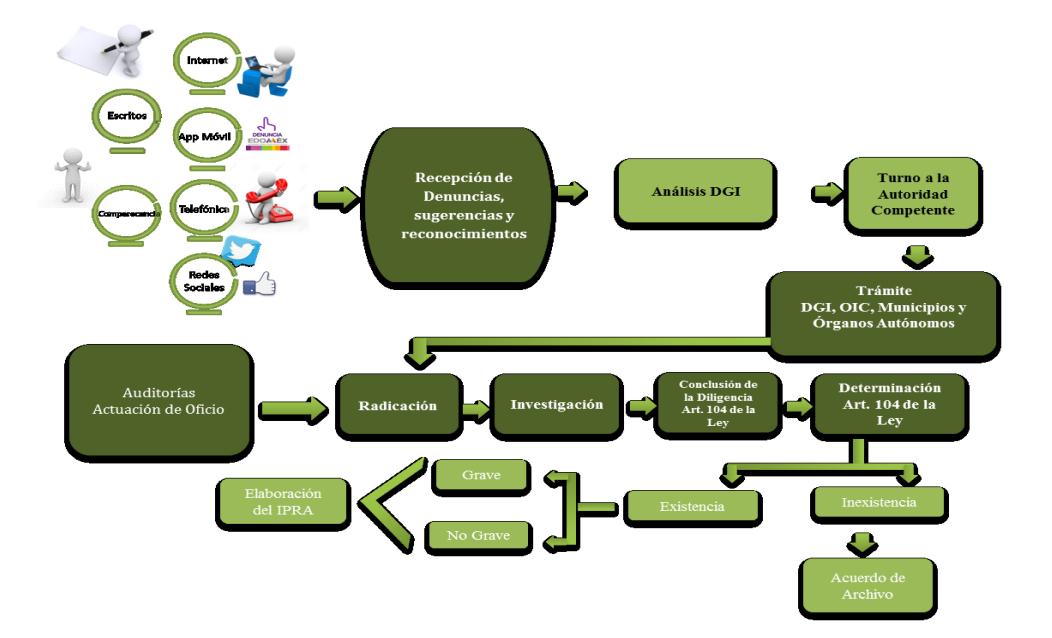 Internet
Escritos
App Móvil
DENUNCIA
EDOMÉX
Comparecencia
Telefónica
Redes
Sociales
Recepción de
Denuncias,
sugerencias y
reconocimientos
Análisis DGI
Turno a la
Autoridad
Competente
Trámite
DGI, OIC, Municipios y
Órganos Autónomos
Auditorías
Actuación de Oficio
Radicación
Investigación
Conclusión de
la Diligencia
Art. 104 de la
Ley
Determinación
Art. 104 de la
Ley
Grave
No Grave
Elaboración
del IPRA
Existencia
Inexistencia
Acuerdo de
Archivo